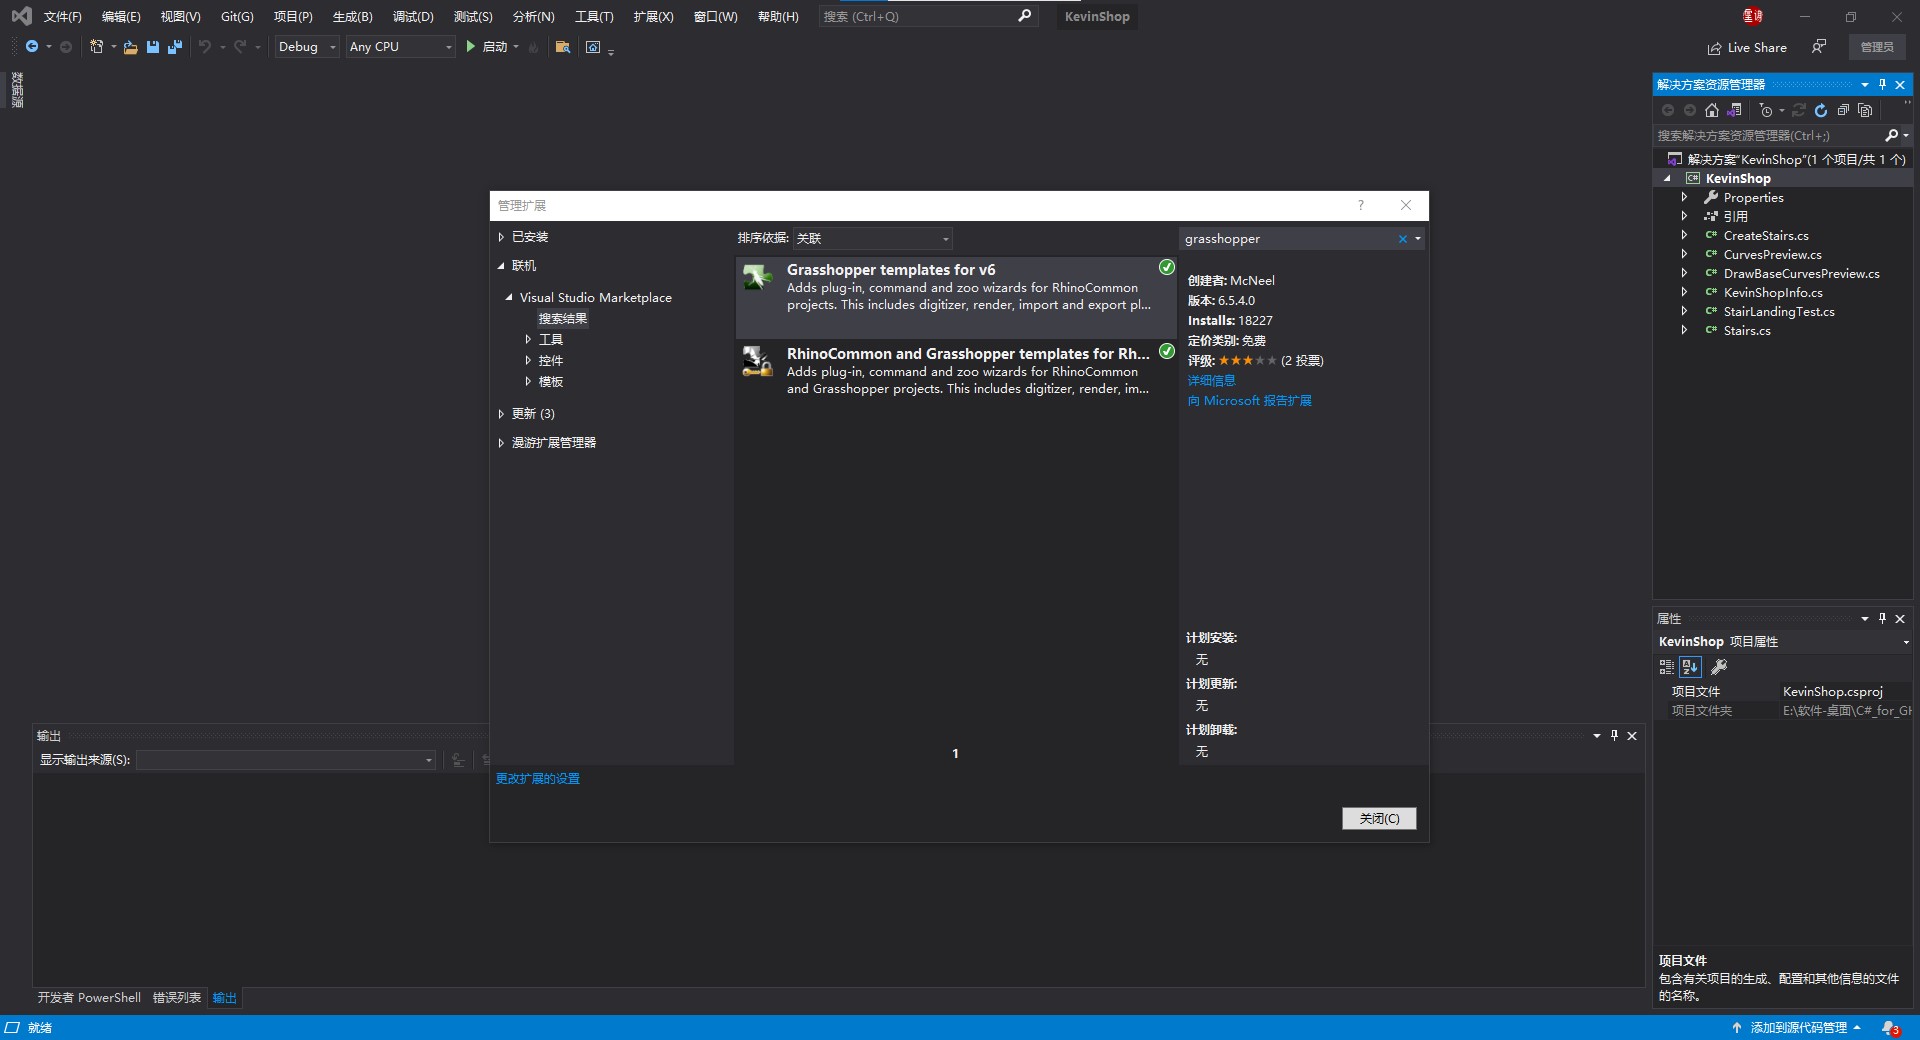 文件(F) 编辑(E) 视图(V) Git(G) 项目(P) 生成(B) 调试(D) 测试(S) 分析(N) 工具(T) 扩展(X) 窗口(W) 帮助(H) 搜索 (Ctrl+Q) KevinShop
Debug Any CPU 启动 Live Share 管理员
数据源
解决方案资源管理器
搜索解决方案资源管理器(Ctrl+;)
解决方案"KevinShop"(1 个项目/共 1 个)
C# KevinShop
Properties
引用
C# CreateStairs.cs
C# CurvesPreview.cs
C# DrawBaseCurvesPreview.cs
C# KevinShopInfo.cs
C# StairLandingTest.cs
C# Stairs.cs
管理扩展 ?
已安装
联机
Visual Studio Marketplace
搜索结果
工具
控件
模板
更新 (3)
漫游扩展管理器
更改扩展的设置
排序依据: 关联
grasshopper
Grasshopper templates for v6
Adds plug-in, command and zoo wizards for RhinoCommon
projects. This includes digitizer, render, import and export pl...
RhinoCommon and Grasshopper templates for Rh...
Adds plug-in, command and zoo wizards for RhinoCommon
and Grasshopper projects. This includes digitizer, render, im...
1
创建者: McNeel
版本: 6.5.4.0
Installs: 18227
定价类别: 免费
评级: ★★★★★ (2 投票)
详细信息
向 Microsoft 报告扩展
计划安装:
无
计划更新:
无
计划卸载:
无
关闭(C)
属性
KevinShop 项目属性
项目文件 KevinShop.csproj
项目文件夹 E:\软件-桌面\C#_for_GH
项目文件
包含有关项目的生成、配置和其他信息的文件
的名称。
输出
显示输出来源(S):
开发者 PowerShell 错误列表 输出
就绪 添加到源代码管理 3